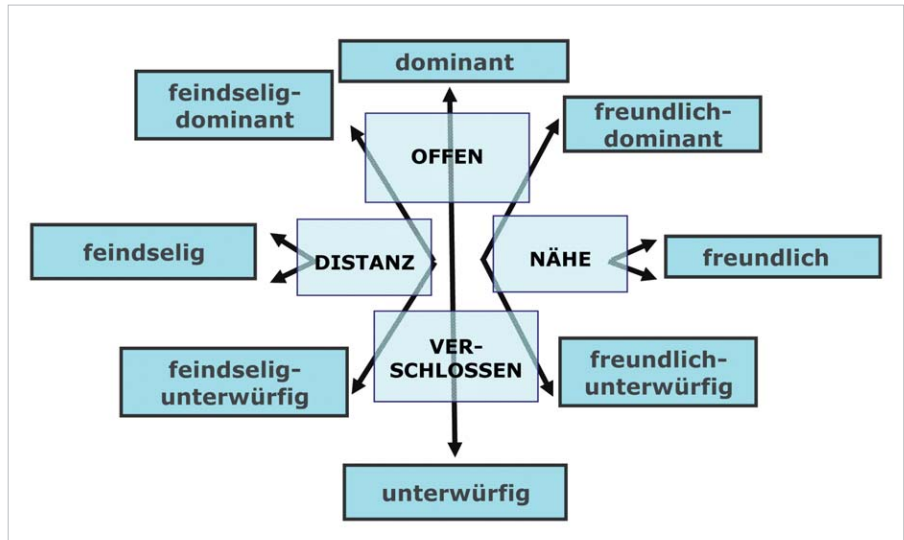 dominant
feindselig-
dominant
freundlich-
dominant
OFFEN
feindselig
DISTANZ
NÄHE
freundlich
feindselig-
unterwürfig
VER-
SCHLOSSEN
freundlich-
unterwürfig
unterwürfig